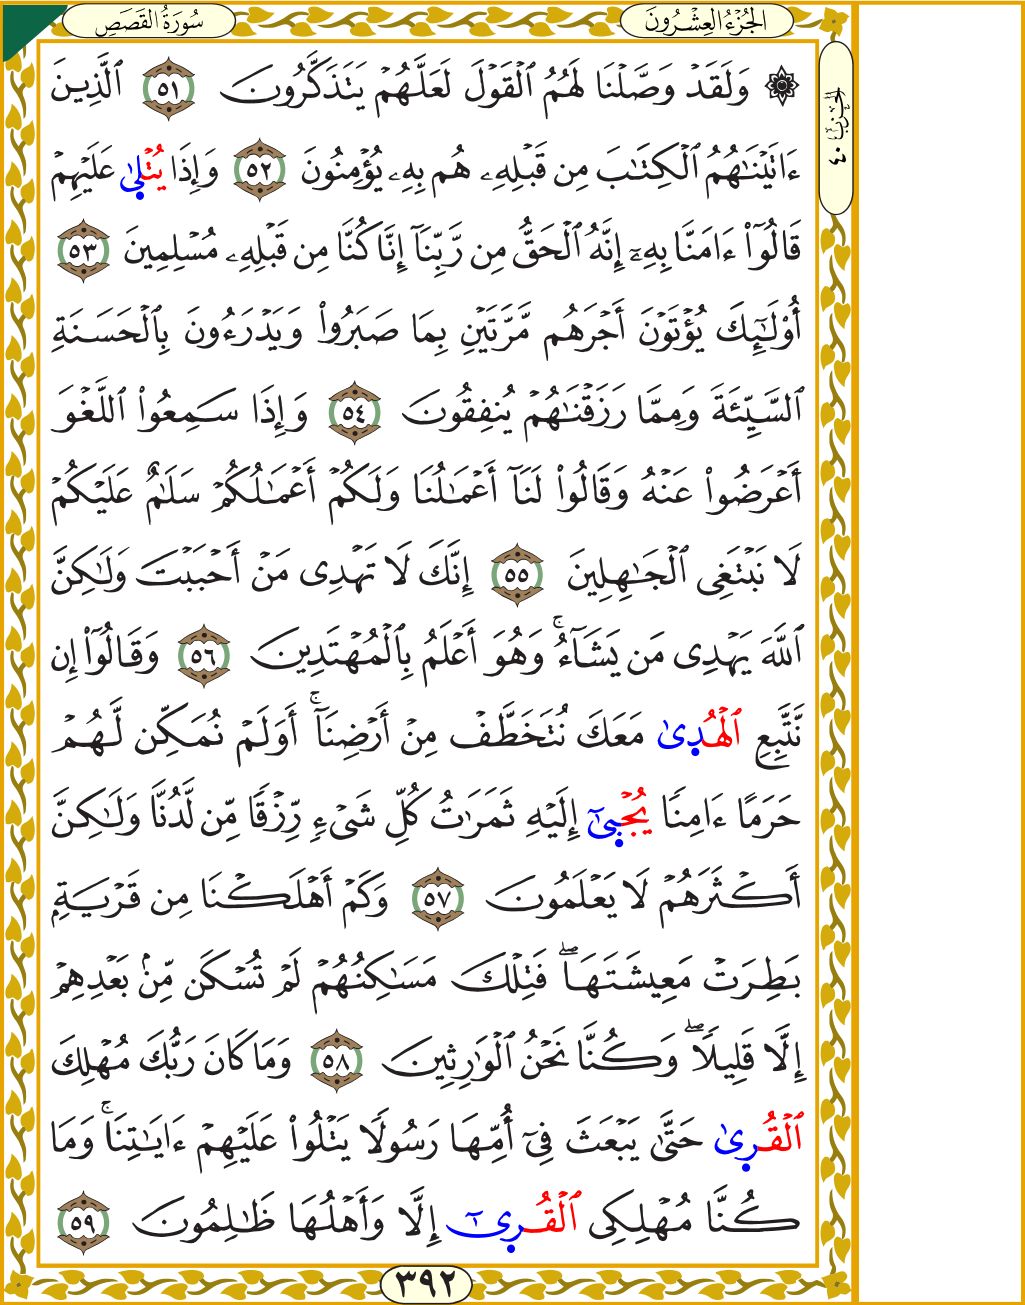 سُورَةُ القَصَصِ
الجُزْءُ العِشْرُونَ
الحِزْبُ ٤٠
۞ وَلَقَدْ وَصَّلْنَا لَهُمُ ٱلْقَوْلَ لَعَلَّهُمْ يَتَذَكَّرُونَ ٥١ ٱلَّذِينَ
ءَاتَيْنَـٰهُمُ ٱلْكِتَـٰبَ مِن قَبْلِهِۦ هُم بِهِۦ يُؤْمِنُونَ ٥٢ وَإِذَا يُتْلِىٰ عَلَيْهِمْ
قَالُوٓا۟ ءَامَنَّا بِهِۦٓ إِنَّهُ ٱلْحَقُّ مِن رَّبِّنَآ إِنَّا كُنَّا مِن قَبْلِهِۦ مُسْلِمِينَ ٥٣
أُو۟لَـٰٓئِكَ يُؤْتَوْنَ أَجْرَهُم مَّرَّتَيْنِ بِمَا صَبَرُوا۟ وَيَدْرَءُونَ بِٱلْحَسَنَةِ
ٱلسَّيِّئَةَ وَمِمَّا رَزَقْنَـٰهُمْ يُنفِقُونَ ٥٤ وَإِذَا سَمِعُوا۟ ٱللَّغْوَ
أَعْرَضُوا۟ عَنْهُ وَقَالُوا۟ لَنَآ أَعْمَـٰلُنَا وَلَكُمْ أَعْمَـٰلُكُمْ سَلَـٰمٌ عَلَيْكُمْ
لَا نَبْتَغِى ٱلْجَـٰهِلِينَ ٥٥ إِنَّكَ لَا تَهْدِى مَنْ أَحْبَبْتَ وَلَـٰكِنَّ
ٱللَّهَ يَهْدِى مَن يَشَآءُ ۚ وَهُوَ أَعْلَمُ بِٱلْمُهْتَدِينَ ٥٦ وَقَالُوٓا۟ إِن
نَّتَّبِعِ ٱلْهُدِىٰ مَعَكَ نُتَخَطَّفْ مِنْ أَرْضِنَآ ۚ أَوَلَمْ نُمَكِّن لَّهُمْ
حَرَمًا ءَامِنًا يُجْبِىٰٓ إِلَيْهِ ثَمَرَٰتُ كُلِّ شَىْءٍ رِّزْقًا مِّن لَّدُنَّا وَلَـٰكِنَّ
أَكْثَرَهُمْ لَا يَعْلَمُونَ ٥٧ وَكَمْ أَهْلَكْنَا مِن قَرْيَةٍۭ
بَطِرَتْ مَعِيشَتَهَا ۖ فَتِلْكَ مَسَـٰكِنُهُمْ لَمْ تُسْكَن مِّنۢ بَعْدِهِمْ
إِلَّا قَلِيلًا ۖ وَكُنَّا نَحْنُ ٱلْوَٰرِثِينَ ٥٨ وَمَا كَانَ رَبُّكَ مُهْلِكَ
ٱلْقُرِىٰ حَتَّىٰ يَبْعَثَ فِىٓ أُمِّهَا رَسُولًا يَتْلُوا۟ عَلَيْهِمْ ءَايَـٰتِنَا ۚ وَمَا
كُنَّا مُهْلِكِى ٱلْقُرِىٰٓ إِلَّا وَأَهْلُهَا ظَـٰلِمُونَ ٥٩
٣٩٢